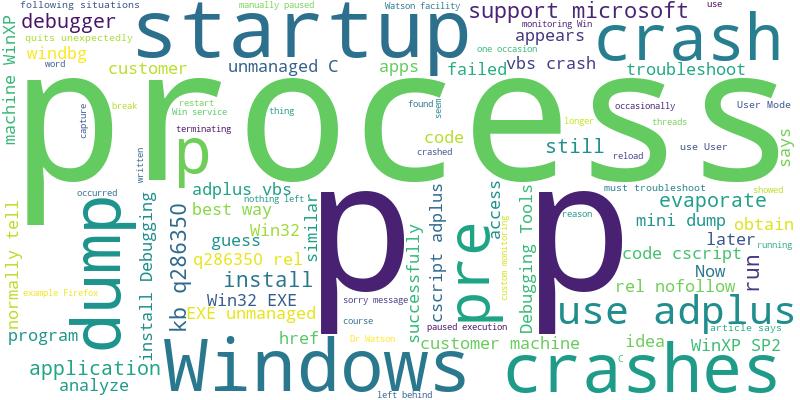 following situations
manually paused
Watson facility
support microsoft
use
debugger
startup
monitoring Win
appears
crash
quits unexpectedly
windbg
customer
unmanaged C
apps
failed
one occasion
vbs crash
troubleshoot
machine WinXP
word
process
capture
break
restart
Win service
thing
found
seem
occasionally
User Mode
terminating
p
crashed
code
longer
threads
still
use User
says
written
reload
adplus vbs
nothing left
must troubleshoot
showed
occurred
best way
similar
p
p
access
reason
evaporate
normally tell
dump
install Debugging
kb q286350
guess
Win32
successfully
cscript adplus
pre
custom monitoring
Debugging Tools
mini dump
obtain
q286350 rel
code cscript
later
running
install
Now
run
example Firefox
Win32 EXE
sorry message
rel nofollow
EXE unmanaged
use adplus
program
href
course
paused execution
article says
Dr Watson
customer machine
idea
WinXP SP2
application
Windows
crashes
C
analyze
left behind